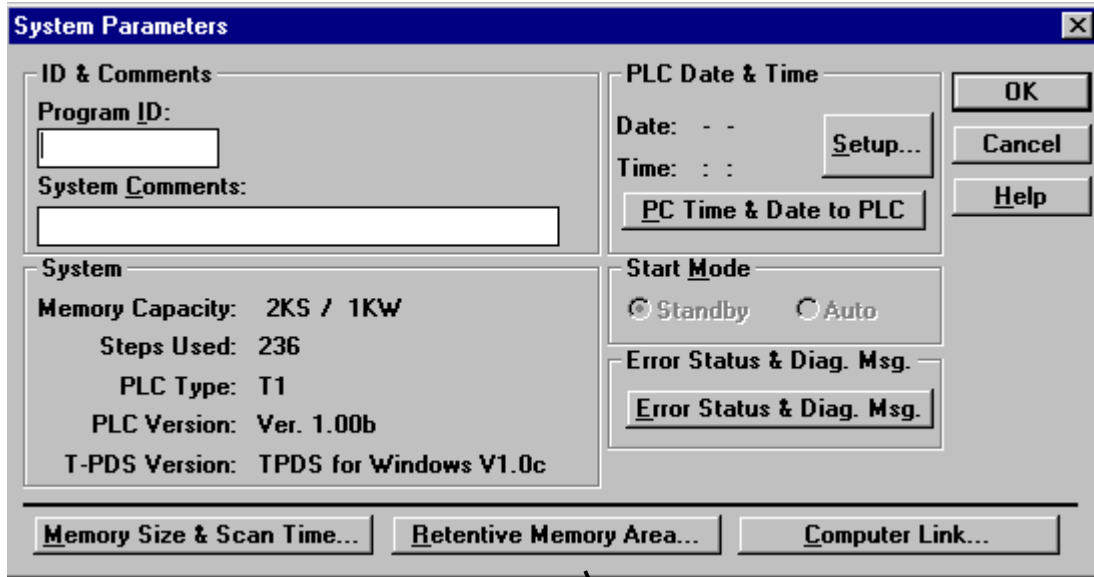 System Parameters
ID & Comments
Program ID:
System Comments:
PLC Date & Time
Date: - -
Time: : :
Setup...
PC Time & Date to PLC
OK
Cancel
Help
System
Memory Capacity: 2KS / 1KW
Steps Used: 236
PLC Type: T1
PLC Version: Ver. 1.00b
T-PDS Version: TPDS for Windows V1.0c
Start Mode
Standby Auto
Error Status & Diag. Msg.
Error Status & Diag. Msg.
Memory Size & Scan Time... Retentive Memory Area... Computer Link...